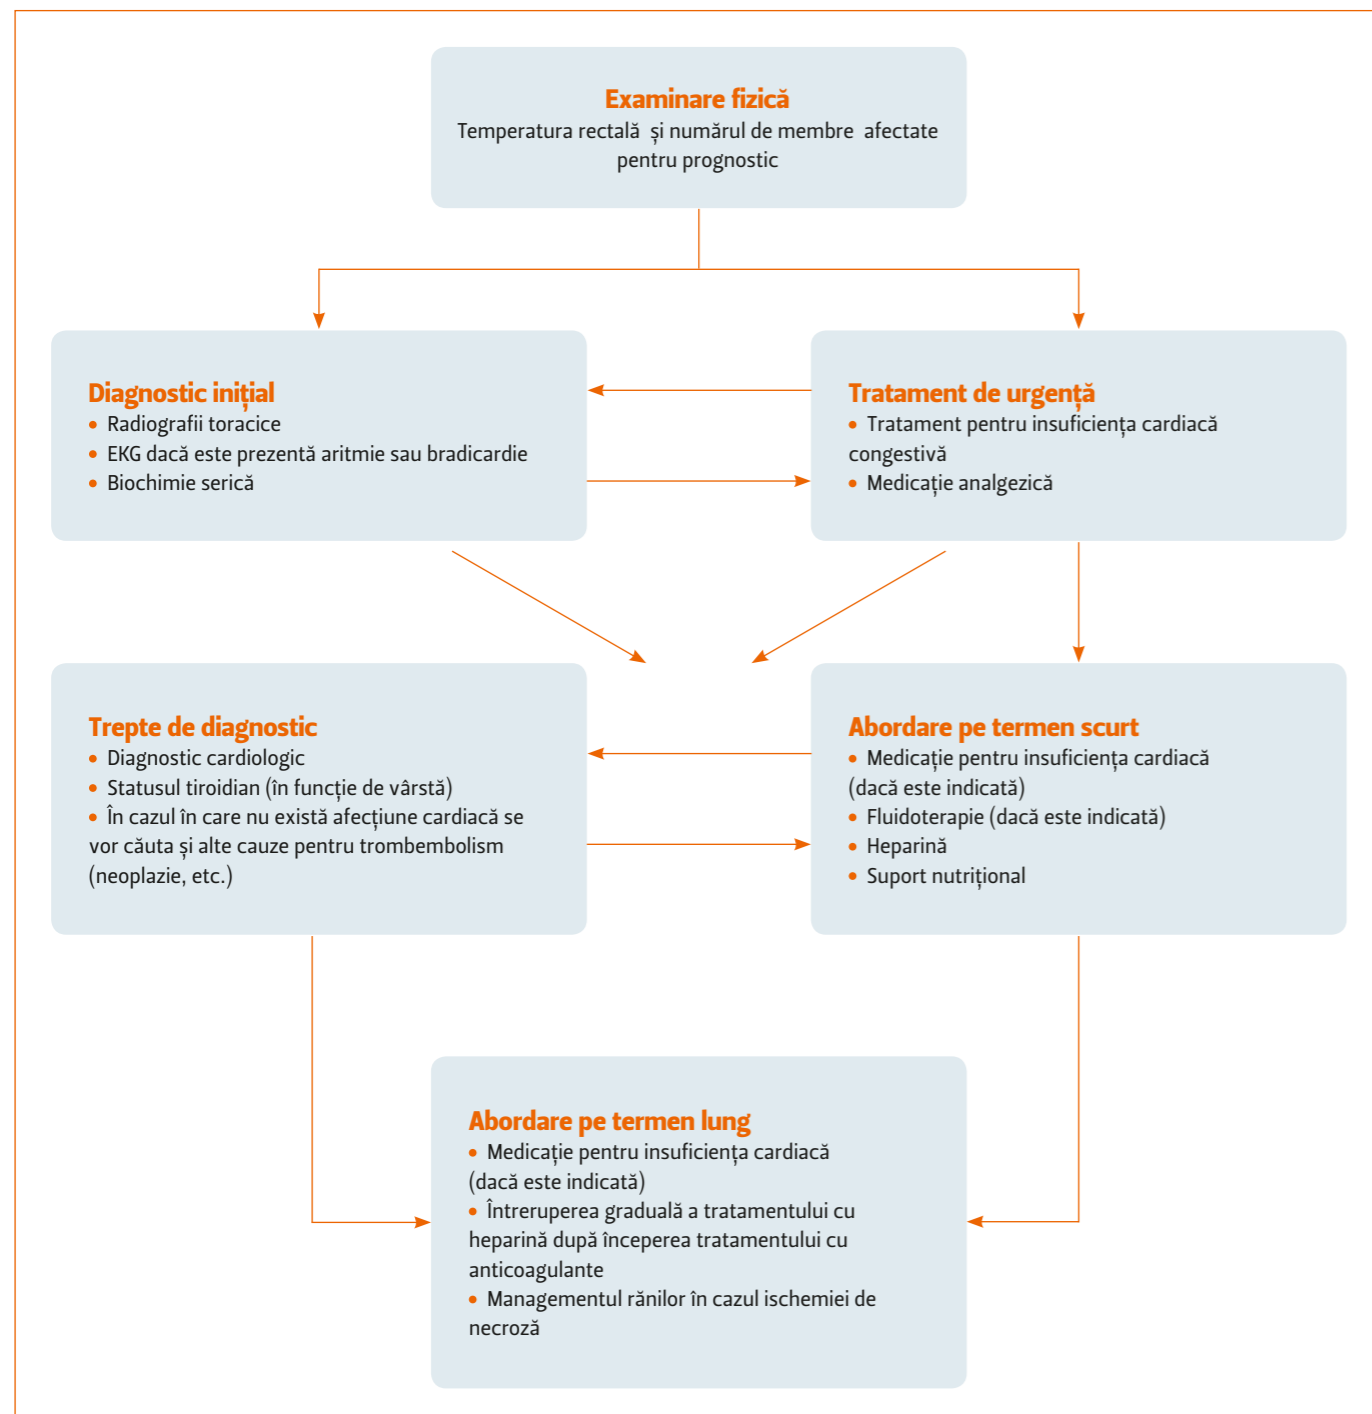 Examinare fizică
Temperatura rectală și numărul de membre afectate
pentru prognostic
Diagnostic inițial
• Radiografii toracice
• EKG dacă este prezentă aritmie sau bradicardie
• Biochimie serică
Tratament de urgență
• Tratament pentru insuficiența cardiacă
congestivă
• Medicație analgezică
Trepte de diagnostic
• Diagnostic cardiologic
• Statusul tiroidian (în funcție de vârstă)
• În cazul în care nu există afecțiune cardiacă se
vor căuta și alte cauze pentru trombembolism
(neoplazie, etc.)
Abordare pe termen scurt
• Medicație pentru insuficiența cardiacă
(dacă este indicată)
• Fluidoterapie (dacă este indicată)
• Heparină
• Suport nutrițional
Abordare pe termen lung
• Medicație pentru insuficiența cardiacă
(dacă este indicată)
• Întreruperea graduală a tratamentului cu
heparină după începerea tratamentului cu
anticoagulante
• Managementul rănilor în cazul ischemiei de
necroză